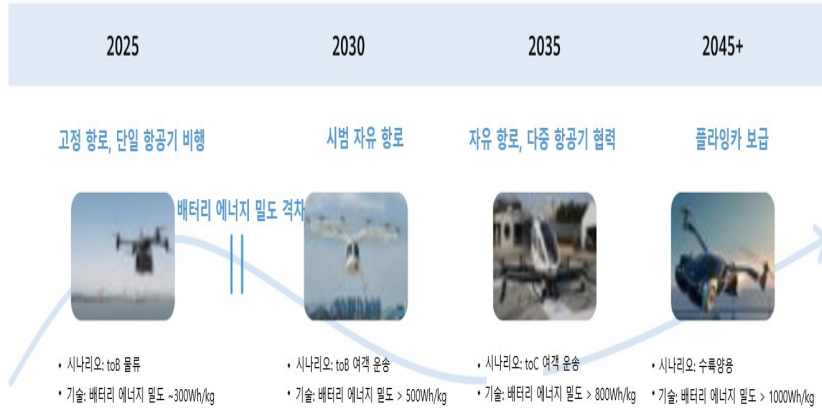 2025
2030
2035
2045+
고정 항로, 단일 항공기 비행
시범 자유 항로
자유 항로, 다중 항공기 협력
플라잉카 보급
배터리 에너지 밀도 격차
• 시나리오: toB 물류
• 기술: 배터리 에너지 밀도 ~300Wh/kg
• 시나리오: toB 여객 운송
• 기술: 배터리 에너지 밀도 > 500Wh/kg
• 시나리오: toC 여객 운송
• 기술: 배터리 에너지 밀도 > 800Wh/kg
• 시나리오: 수륙양용
• 기술: 배터리 에너지 밀도 > 1000Wh/kg